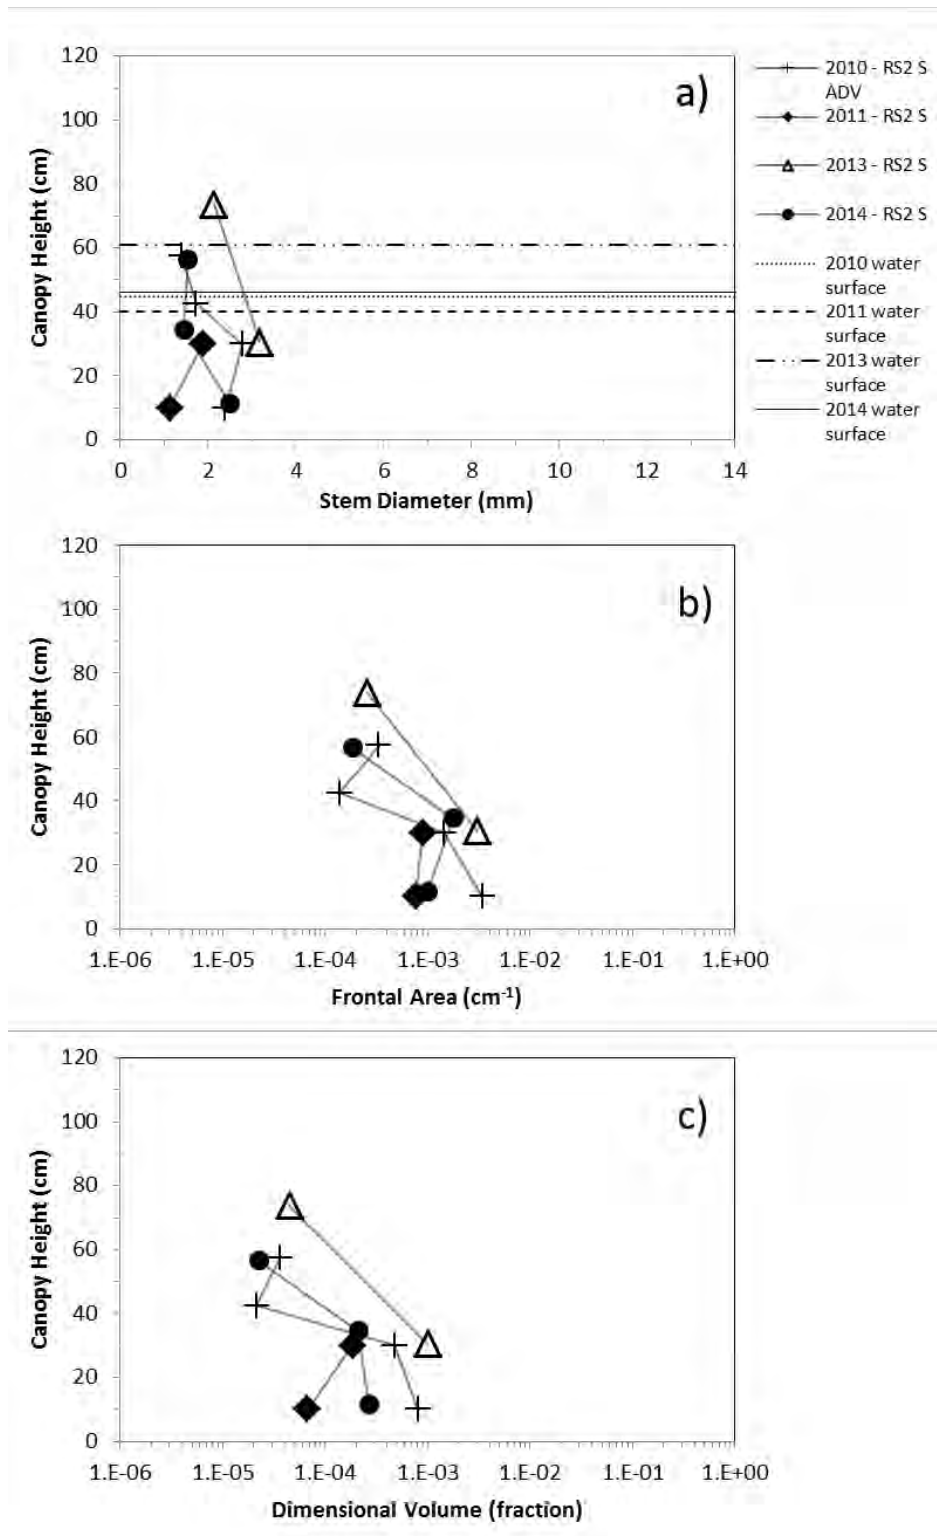 120
100
80
60
40
20
0
Canopy Height (cm)
a)
0 2 4 6 8 10 12 14
Stem Diameter (mm)
2010 - RS2 S
ADV
2011 - RS2 S
2013 - RS2 S
2014 - RS2 S
2010 water
surface
2011 water
surface
2013 water
surface
2014 water
surface
120
100
80
60
40
20
0
Canopy Height (cm)
b)
1.E-06 1.E-05 1.E-04 1.E-03 1.E-02 1.E-01 1.E+00
Frontal Area (cm-1)
120
100
80
60
40
20
0
Canopy Height (cm)
c)
1.E-06 1.E-05 1.E-04 1.E-03 1.E-02 1.E-01 1.E+00
Dimensional Volume (fraction)